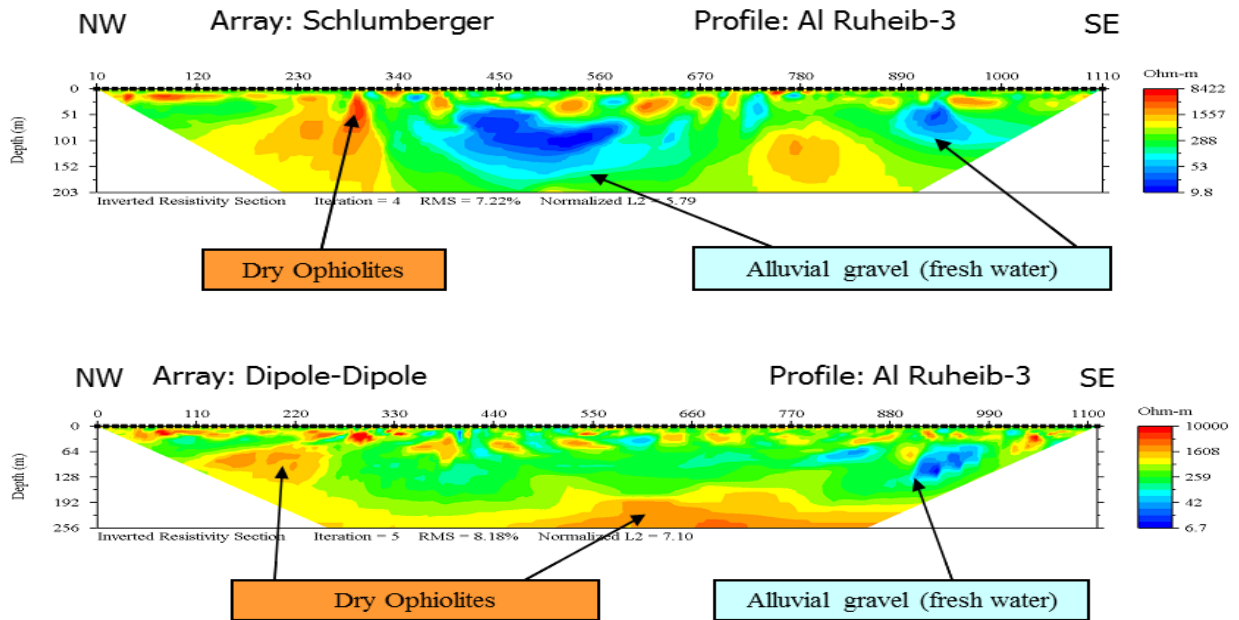 NW Array: Schlumberger Profile: Al Ruheib-3 SE
10 120 230 340 450 560 670 780 890 1000 1110
Ohm-m
Depth (m)
0
51
101
152
203
8422
1557
288
53
9.8
Inverted Resistivity Section Iteration = 4 RMS = 7.22% Normalized L2 = 5.79
Dry Ophiolites
Alluvial gravel (fresh water)
NW Array: Dipole-Dipole Profile: Al Ruheib-3 SE
0 110 220 330 440 550 660 770 880 990 1100
Ohm-m
Depth (m)
0
64
128
192
256
10000
1608
259
42
6.7
Inverted Resistivity Section Iteration = 5 RMS = 8.18% Normalized L2 = 7.10
Dry Ophiolites
Alluvial gravel (fresh water)